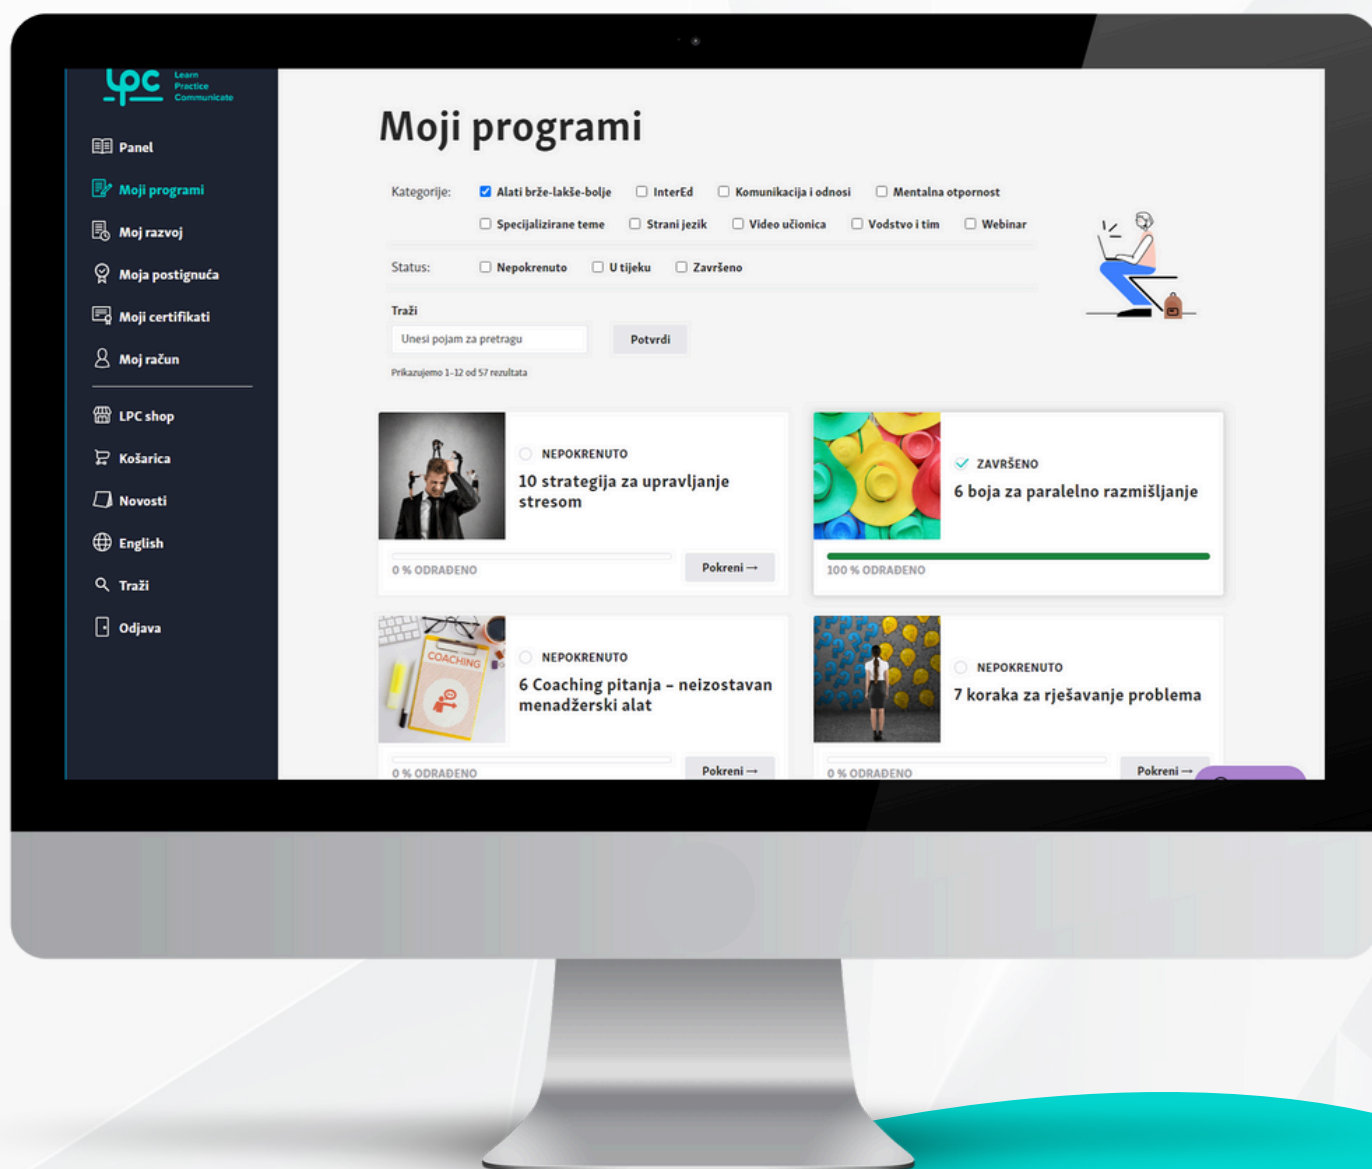 LPC Learn
Practice
Communicate
Panel
Moji programi
Moj razvoj
Moja postignuća
Moji certifikati
Moj račun
LPC shop
Košarica
Novosti
English
Traži
Odjava
Moji programi
Kategorije: Alati brže-lakše-bolje InterEd Komunikacija i odnosi Mentalna otpornost
Specijalizirane teme Strani jezik Video učionica Vodstvo i tim Webinar
Status: Nepokrenuto U tijeku Završeno
Traži
Unesi pojam za pretragu Potvrdi
Prikazujemo 1–12 od 57 rezultata
NEPOKRENUTO
10 strategija za upravljanje
stresom
0 % ODRAĐENO Pokreni →
ZAVRŠENO
6 boja za paralelno razmišljanje
100 % ODRAĐENO
COACHING
NEPOKRENUTO
6 Coaching pitanja – neizostavan
menadžerski alat
0 % ODRAĐENO Pokreni →
NEPOKRENUTO
7 koraka za rješavanje problema
0 % ODRAĐENO Pokreni →